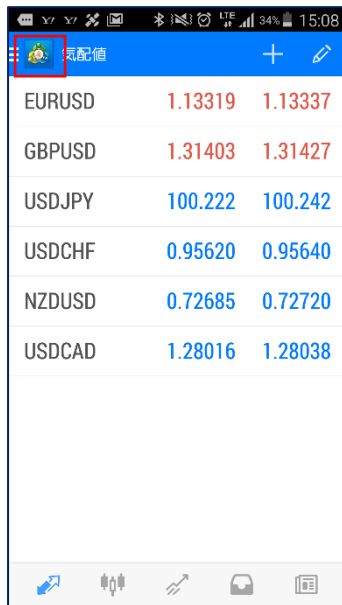 Y! Y! LTE 34% 15:08
気配値
EURUSD 1.13319 1.13337
GBPUSD 1.31403 1.31427
USDJPY 100.222 100.242
USDCHF 0.95620 0.95640
NZDUSD 0.72685 0.72720
USDCAD 1.28016 1.28038